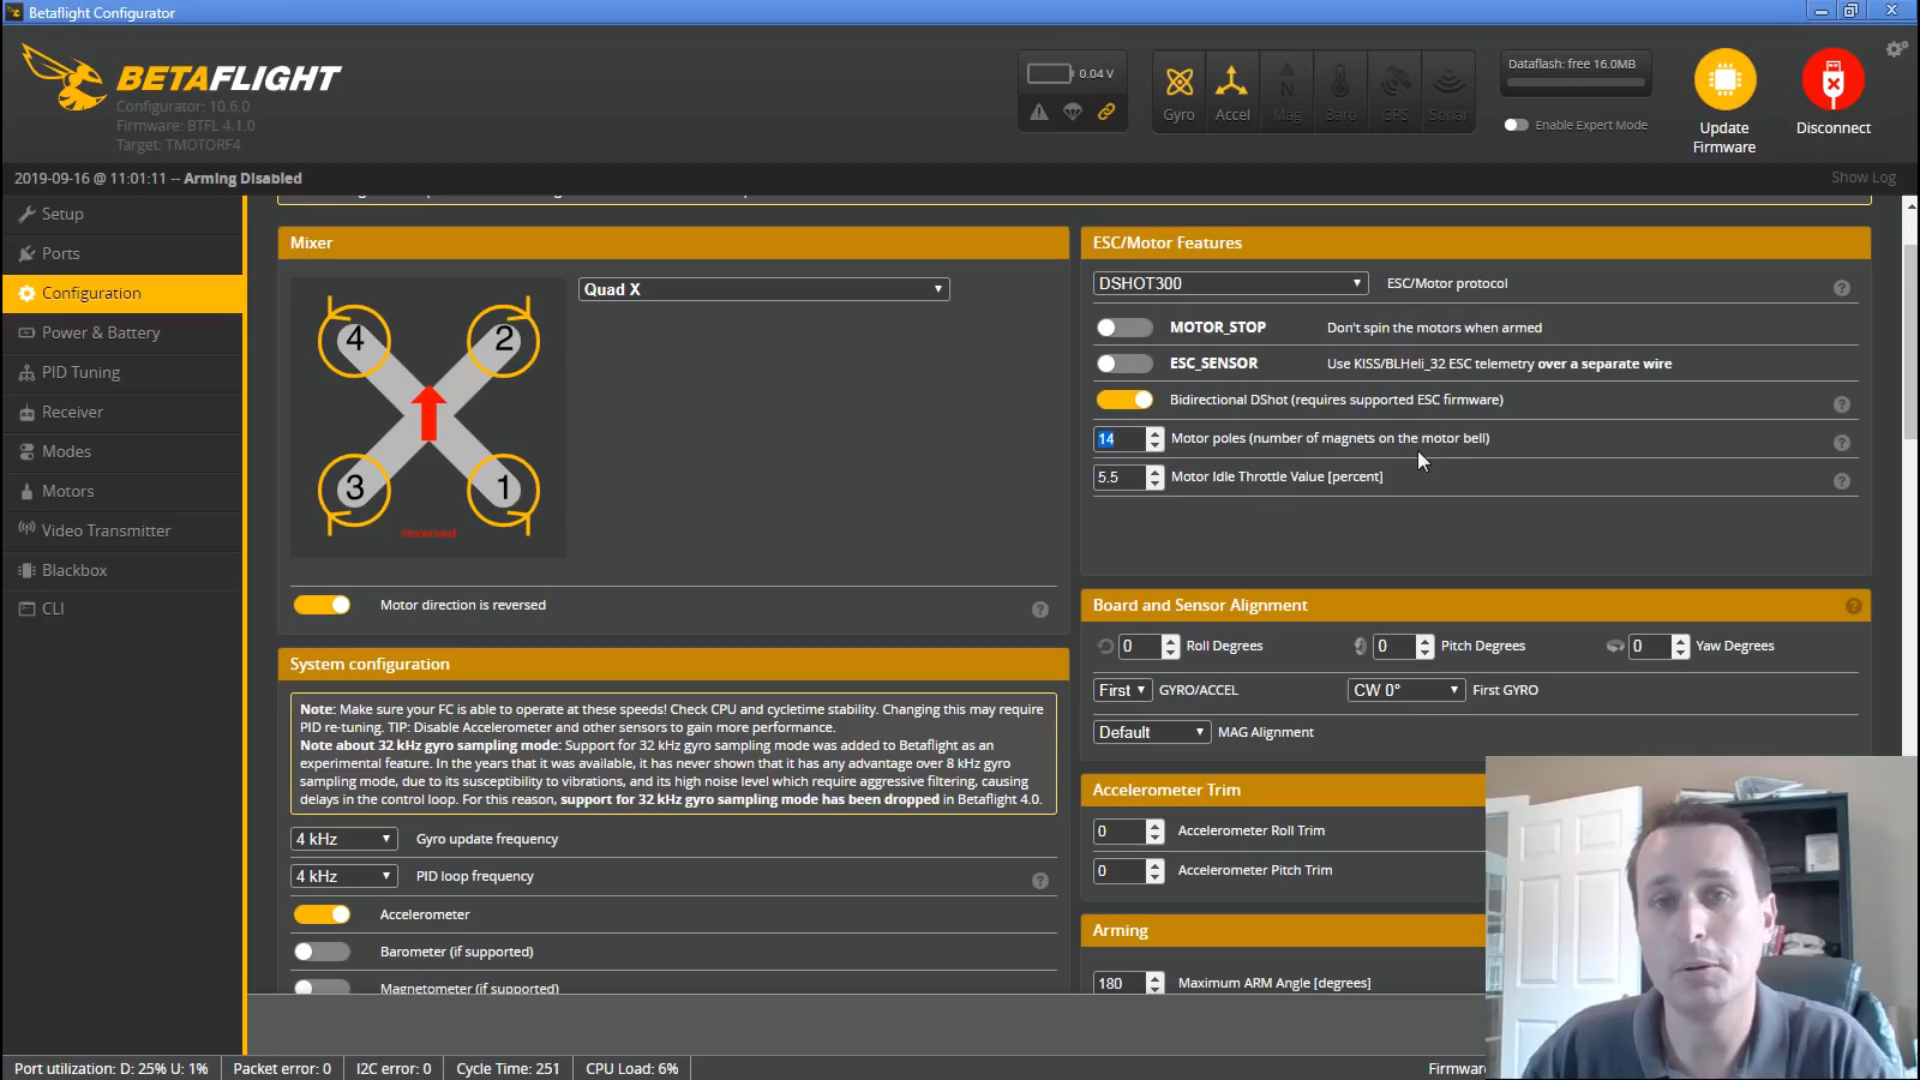 Betaflight Configurator
BETAFLIGHT
Configurator: 10.6.0
Firmware: BTFL 4.1.0
Target: TMOTORF4
0.04 V
Gyro
Accel
Mag
Baro
GPS
Sonar
Dataflash: free 16.0MB
Enable Expert Mode
Update
Firmware
Disconnect
2019-09-16 @ 11:01:11 -- Arming Disabled
Show Log
Setup
Ports
Configuration
Power & Battery
PID Tuning
Receiver
Modes
Motors
Video Transmitter
Blackbox
CLI
Mixer
4
2
3
1
reversed
Quad X
Motor direction is reversed
System configuration
Note: Make sure your FC is able to operate at these speeds! Check CPU and cycletime stability. Changing this may require
PID re-tuning. TIP: Disable Accelerometer and other sensors to gain more performance.
Note about 32 kHz gyro sampling mode: Support for 32 kHz gyro sampling mode was added to Betaflight as an
experimental feature. In the years that it was available, it has never shown that it has any advantage over 8 kHz gyro
sampling mode, due to its susceptibility to vibrations, and its high noise level which require aggressive filtering, causing
delays in the control loop. For this reason, support for 32 kHz gyro sampling mode has been dropped in Betaflight 4.0.
4 kHz Gyro update frequency
4 kHz PID loop frequency
Accelerometer
Barometer (if supported)
Magnetometer (if supported)
ESC/Motor Features
DSHOT300 ESC/Motor protocol
MOTOR_STOP Don't spin the motors when armed
ESC_SENSOR Use KISS/BLHeli_32 ESC telemetry over a separate wire
Bidirectional DShot (requires supported ESC firmware)
14 Motor poles (number of magnets on the motor bell)
5.5 Motor Idle Throttle Value [percent]
Board and Sensor Alignment
0 Roll Degrees 0 Pitch Degrees 0 Yaw Degrees
First GYRO/ACCEL CW 0° First GYRO
Default MAG Alignment
Accelerometer Trim
0 Accelerometer Roll Trim
0 Accelerometer Pitch Trim
Arming
180 Maximum ARM Angle [degrees]
Port utilization: D: 25% U: 1% Packet error: 0 I2C error: 0 Cycle Time: 251 CPU Load: 6% Firmware